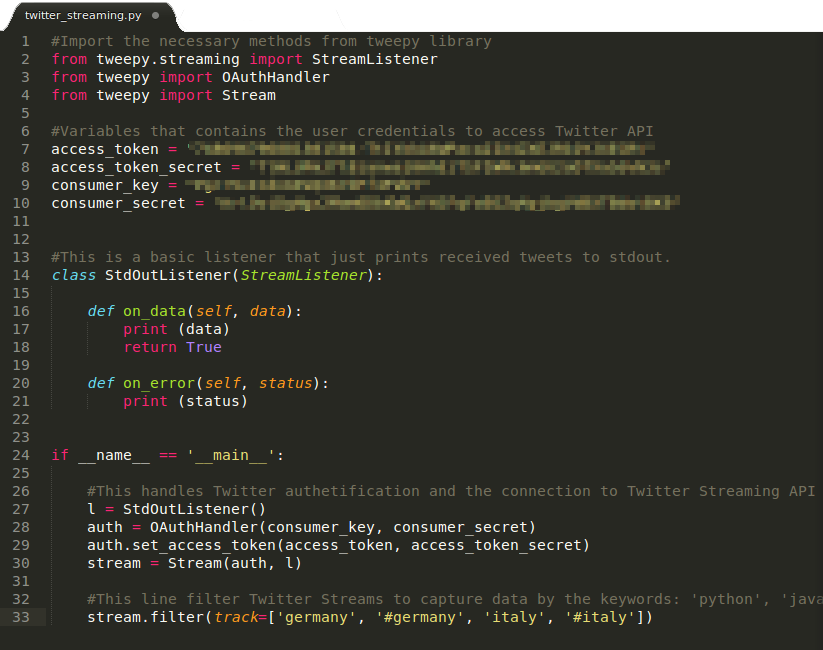 twitter_streaming.py
1 #Import the necessary methods from tweepy library
2 from tweepy.streaming import StreamListener
3 from tweepy import OAuthHandler
4 from tweepy import Stream
5
6 #Variables that contains the user credentials to access Twitter API
7 access_token = '
8 access_token_secret =
9 consumer_key =
10 consumer_secret =
11
12
13 #This is a basic listener that just prints received tweets to stdout.
14 class StdOutListener(StreamListener):
15
16     def on_data(self, data):
17         print (data)
18         return True
19
20     def on_error(self, status):
21         print (status)
22
23
24 if __name__ == '__main__':
25
26     #This handles Twitter authetification and the connection to Twitter Streaming API
27     l = StdOutListener()
28     auth = OAuthHandler(consumer_key, consumer_secret)
29     auth.set_access_token(access_token, access_token_secret)
30     stream = Stream(auth, l)
31
32     #This line filter Twitter Streams to capture data by the keywords: 'python', 'java
33     stream.filter(track=['germany', '#germany', 'italy', '#italy'])